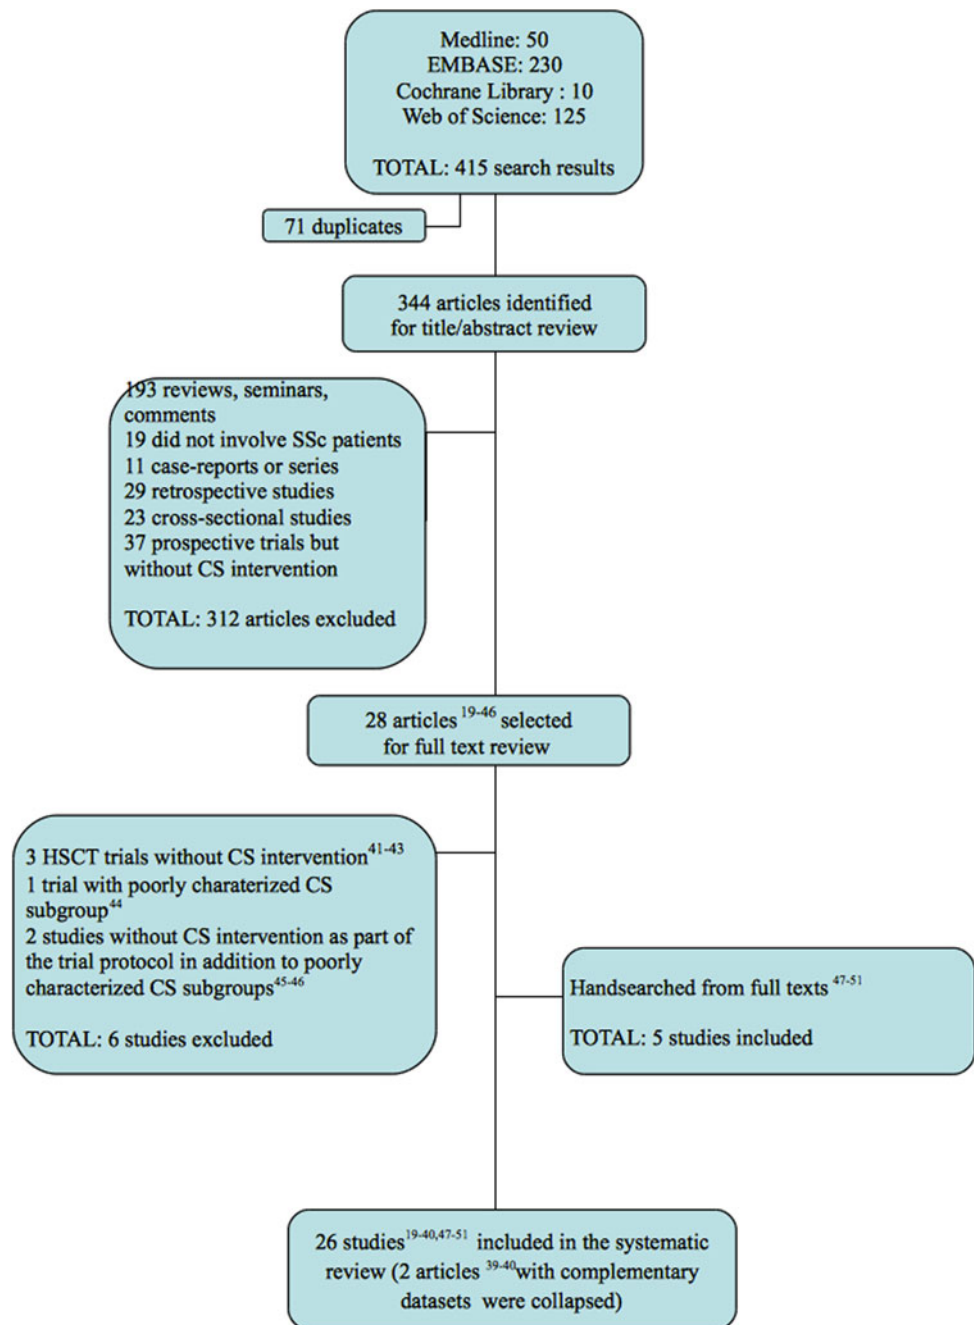 Medline: 50
EMBASE: 230
Cochrane Library : 10
Web of Science: 125
TOTAL: 415 search results
71 duplicates
344 articles identified
for title/abstract review
193 reviews, seminars,
comments
19 did not involve SSc patients
11 case-reports or series
29 retrospective studies
23 cross-sectional studies
37 prospective trials but
without CS intervention
TOTAL: 312 articles excluded
28 articles 19-46 selected
for full text review
3 HSCT trials without CS intervention41-43
1 trial with poorly charaterized CS
subgroup44
2 studies without CS intervention as part of
the trial protocol in addition to poorly
characterized CS subgroups45-46
TOTAL: 6 studies excluded
Handsearched from full texts 47-51
TOTAL: 5 studies included
26 studies19-40,47-51 included in the systematic
review (2 articles 39-40with complementary
datasets were collapsed)